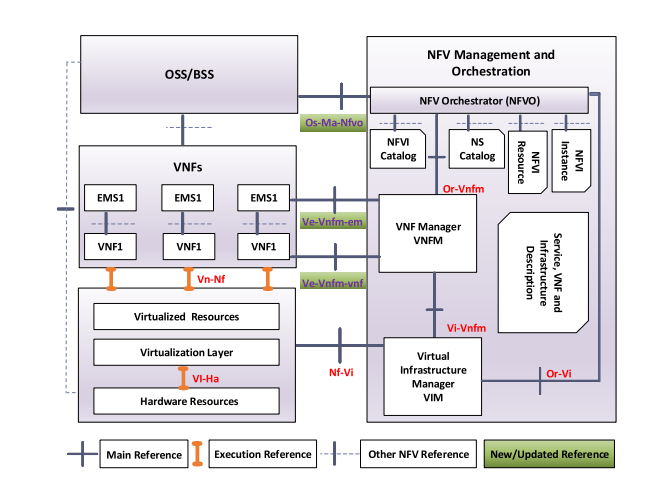 OSS/BSS
NFV Management and
Orchestration
NFV Orchestrator (NFVO)
Os-Ma-Nfvo
NFVI
Catalog
NS
Catalog
NFVI
Resource
NFVI
Instance
VNFs
EMS1
EMS1
EMS1
VNF1
VNF1
VNF1
Or-Vnfm
Ve-Vnfm-em
VNF Manager
VNFM
Ve-Vnfm-vnf
Service, VNF and
Infrastructure
Description
Vn-Nf
Virtualized Resources
Virtualization Layer
VI-Ha
Hardware Resources
Vi-Vnfm
Nf-Vi
Virtual
Infrastructure
Manager
VIM
Or-Vi
Main Reference
Execution Reference
Other NFV Reference
New/Updated Reference